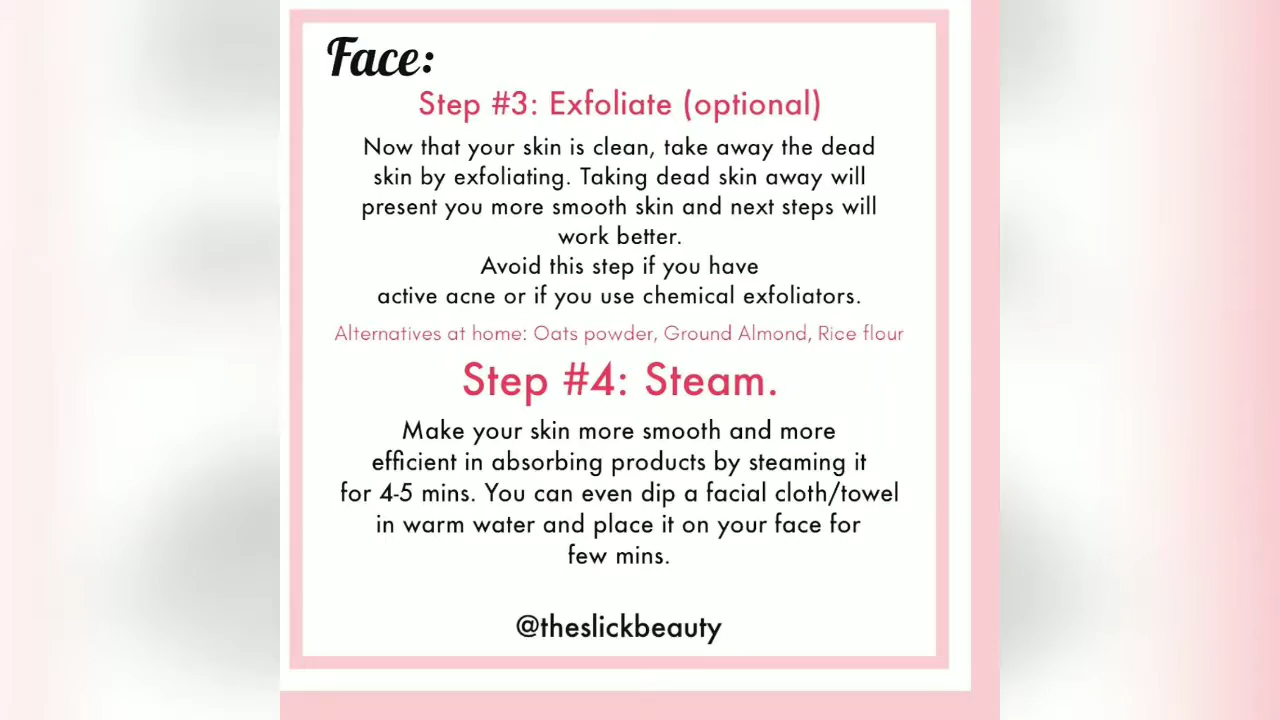 Face:
Step #3: Exfoliate (optional)
Now that your skin is clean, take away the dead
skin by exfoliating. Taking dead skin away will
present you more smooth skin and next steps will
work better.
Avoid this step if you have
active acne or if you use chemical exfoliators.
Alternatives at home: Oats powder, Ground Almond, Rice flour
Step #4: Steam.
Make your skin more smooth and more
efficient in absorbing products by steaming it
for 4-5 mins. You can even dip a facial cloth/towel
in warm water and place it on your face for
few mins.
@theslickbeauty